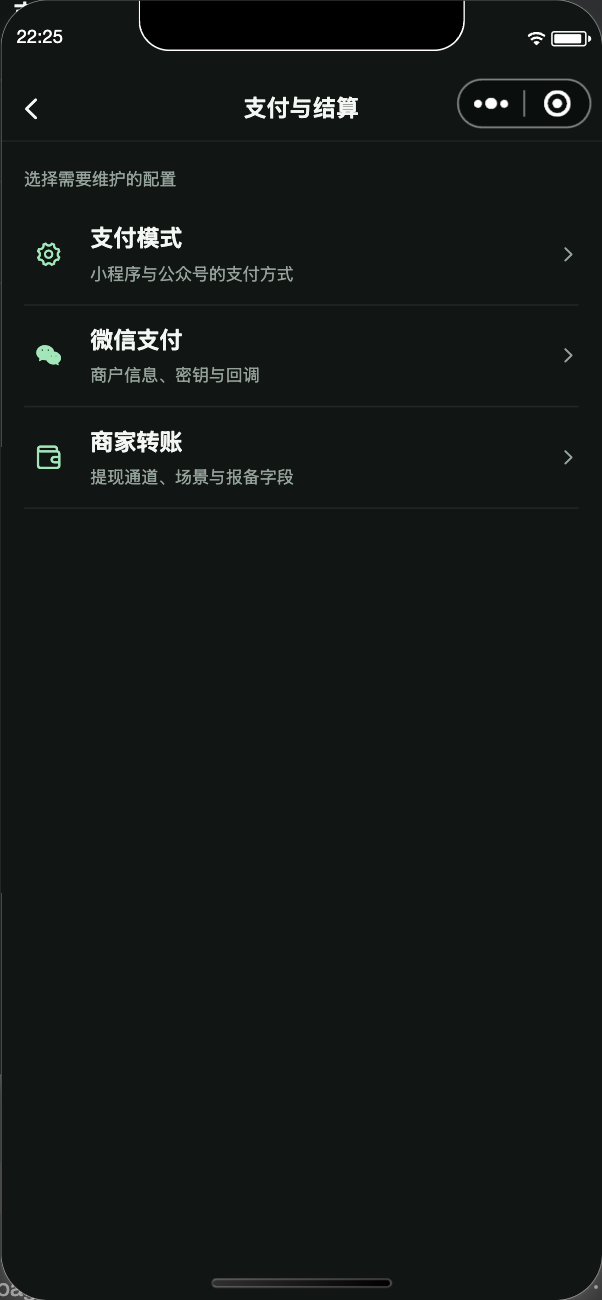 22:25
支付与结算
选择需要维护的配置
支付模式
小程序与公众号的支付方式
微信支付
商户信息、密钥与回调
商家转账
提现通道、场景与报备字段